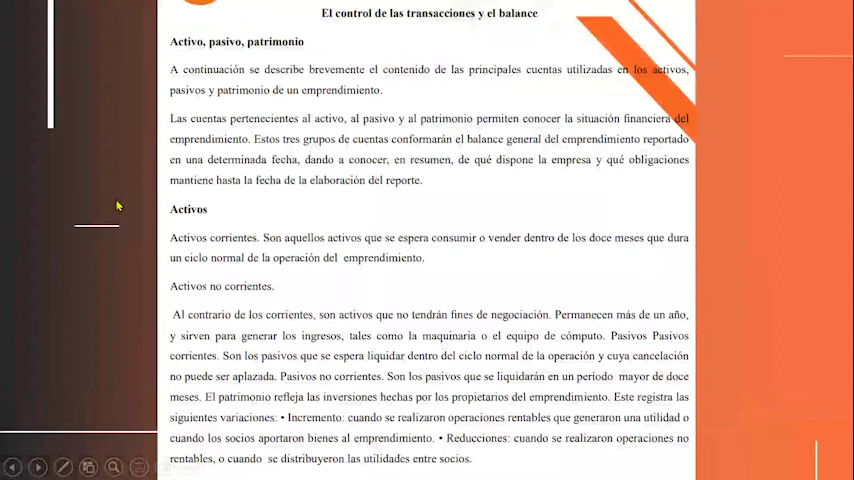 El control de las transacciones y el balance
Activo, pasivo, patrimonio
A continuación se describe brevemente el contenido de las principales cuentas utilizadas en los activos,
pasivos y patrimonio de un emprendimiento.
Las cuentas pertenecientes al activo, al pasivo y al patrimonio permiten conocer la situación financiera del
emprendimiento. Estos tres grupos de cuentas conformarán el balance general del emprendimiento reportado
en una determinada fecha, dando a conocer, en resumen, de qué dispone la empresa y qué obligaciones
mantiene hasta la fecha de la elaboración del reporte.
Activos
Activos corrientes. Son aquellos activos que se espera consumir o vender dentro de los doce meses que dura
un ciclo normal de la operación del emprendimiento.
Activos no corrientes.
Al contrario de los corrientes, son activos que no tendrán fines de negociación. Permanecen más de un año,
y sirven para generar los ingresos, tales como la maquinaria o el equipo de cómputo. Pasivos Pasivos
corrientes. Son los pasivos que se espera liquidar dentro del ciclo normal de la operación y cuya cancelación
no puede ser aplazada. Pasivos no corrientes. Son los pasivos que se liquidarán en un período mayor de doce
meses. El patrimonio refleja las inversiones hechas por los propietarios del emprendimiento. Este registra las
siguientes variaciones: • Incremento: cuando se realizaron operaciones rentables que generaron una utilidad o
cuando los socios aportaron bienes al emprendimiento. • Reducciones: cuando se realizaron operaciones no
rentables, o cuando se distribuyeron las utilidades entre socios.